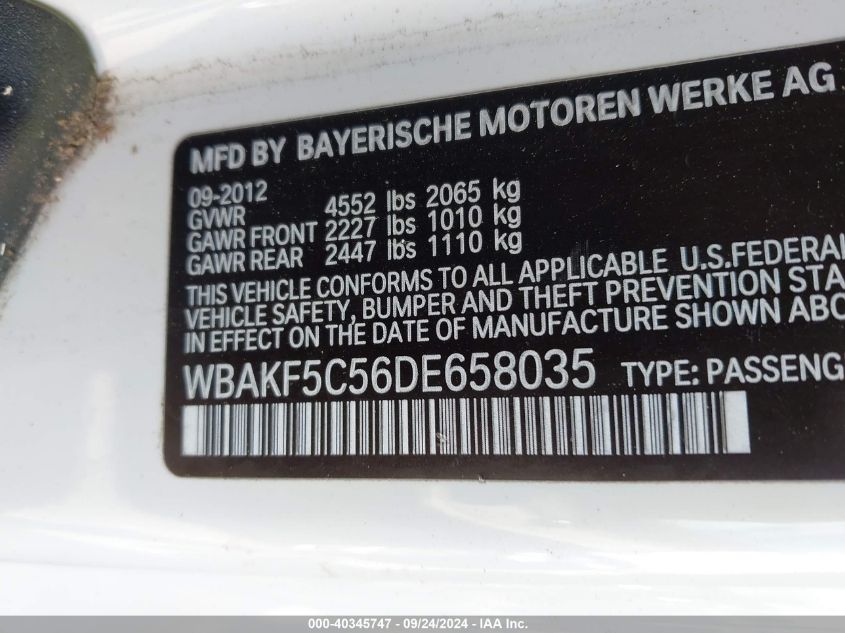 MFD BY BAYERISCHE MOTOREN WERKE AG
09-2012
GVWR 4552 lbs 2065 kg
GAWR FRONT 2227 lbs 1010 kg
GAWR REAR 2447 lbs 1110 kg
THIS VEHICLE CONFORMS TO ALL APPLICABLE U.S.FEDERAL
VEHICLE SAFETY, BUMPER AND THEFT PREVENTION STA
IN EFFECT ON THE DATE OF MANUFACTURE SHOWN ABO
WBAKF5C56DE658035 TYPE: PASSENG
000-40345747 - 09/24/2024 - IAA Inc.